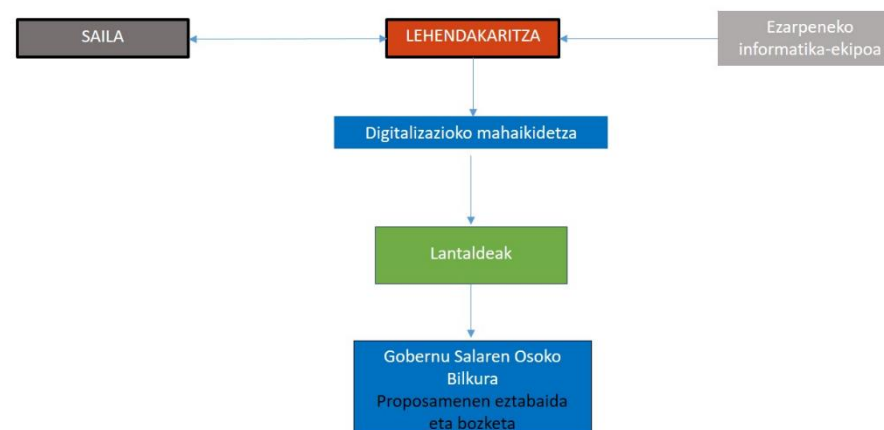 SAILA
LEHENDAKARITZA
Ezarpeneko
informatika-ekipoa
Digitalizazioko mahaikidetza
Lantaldeak
Gobernu Salaren Osoko
Bilkura
Proposamenen eztabaida
eta bozketa